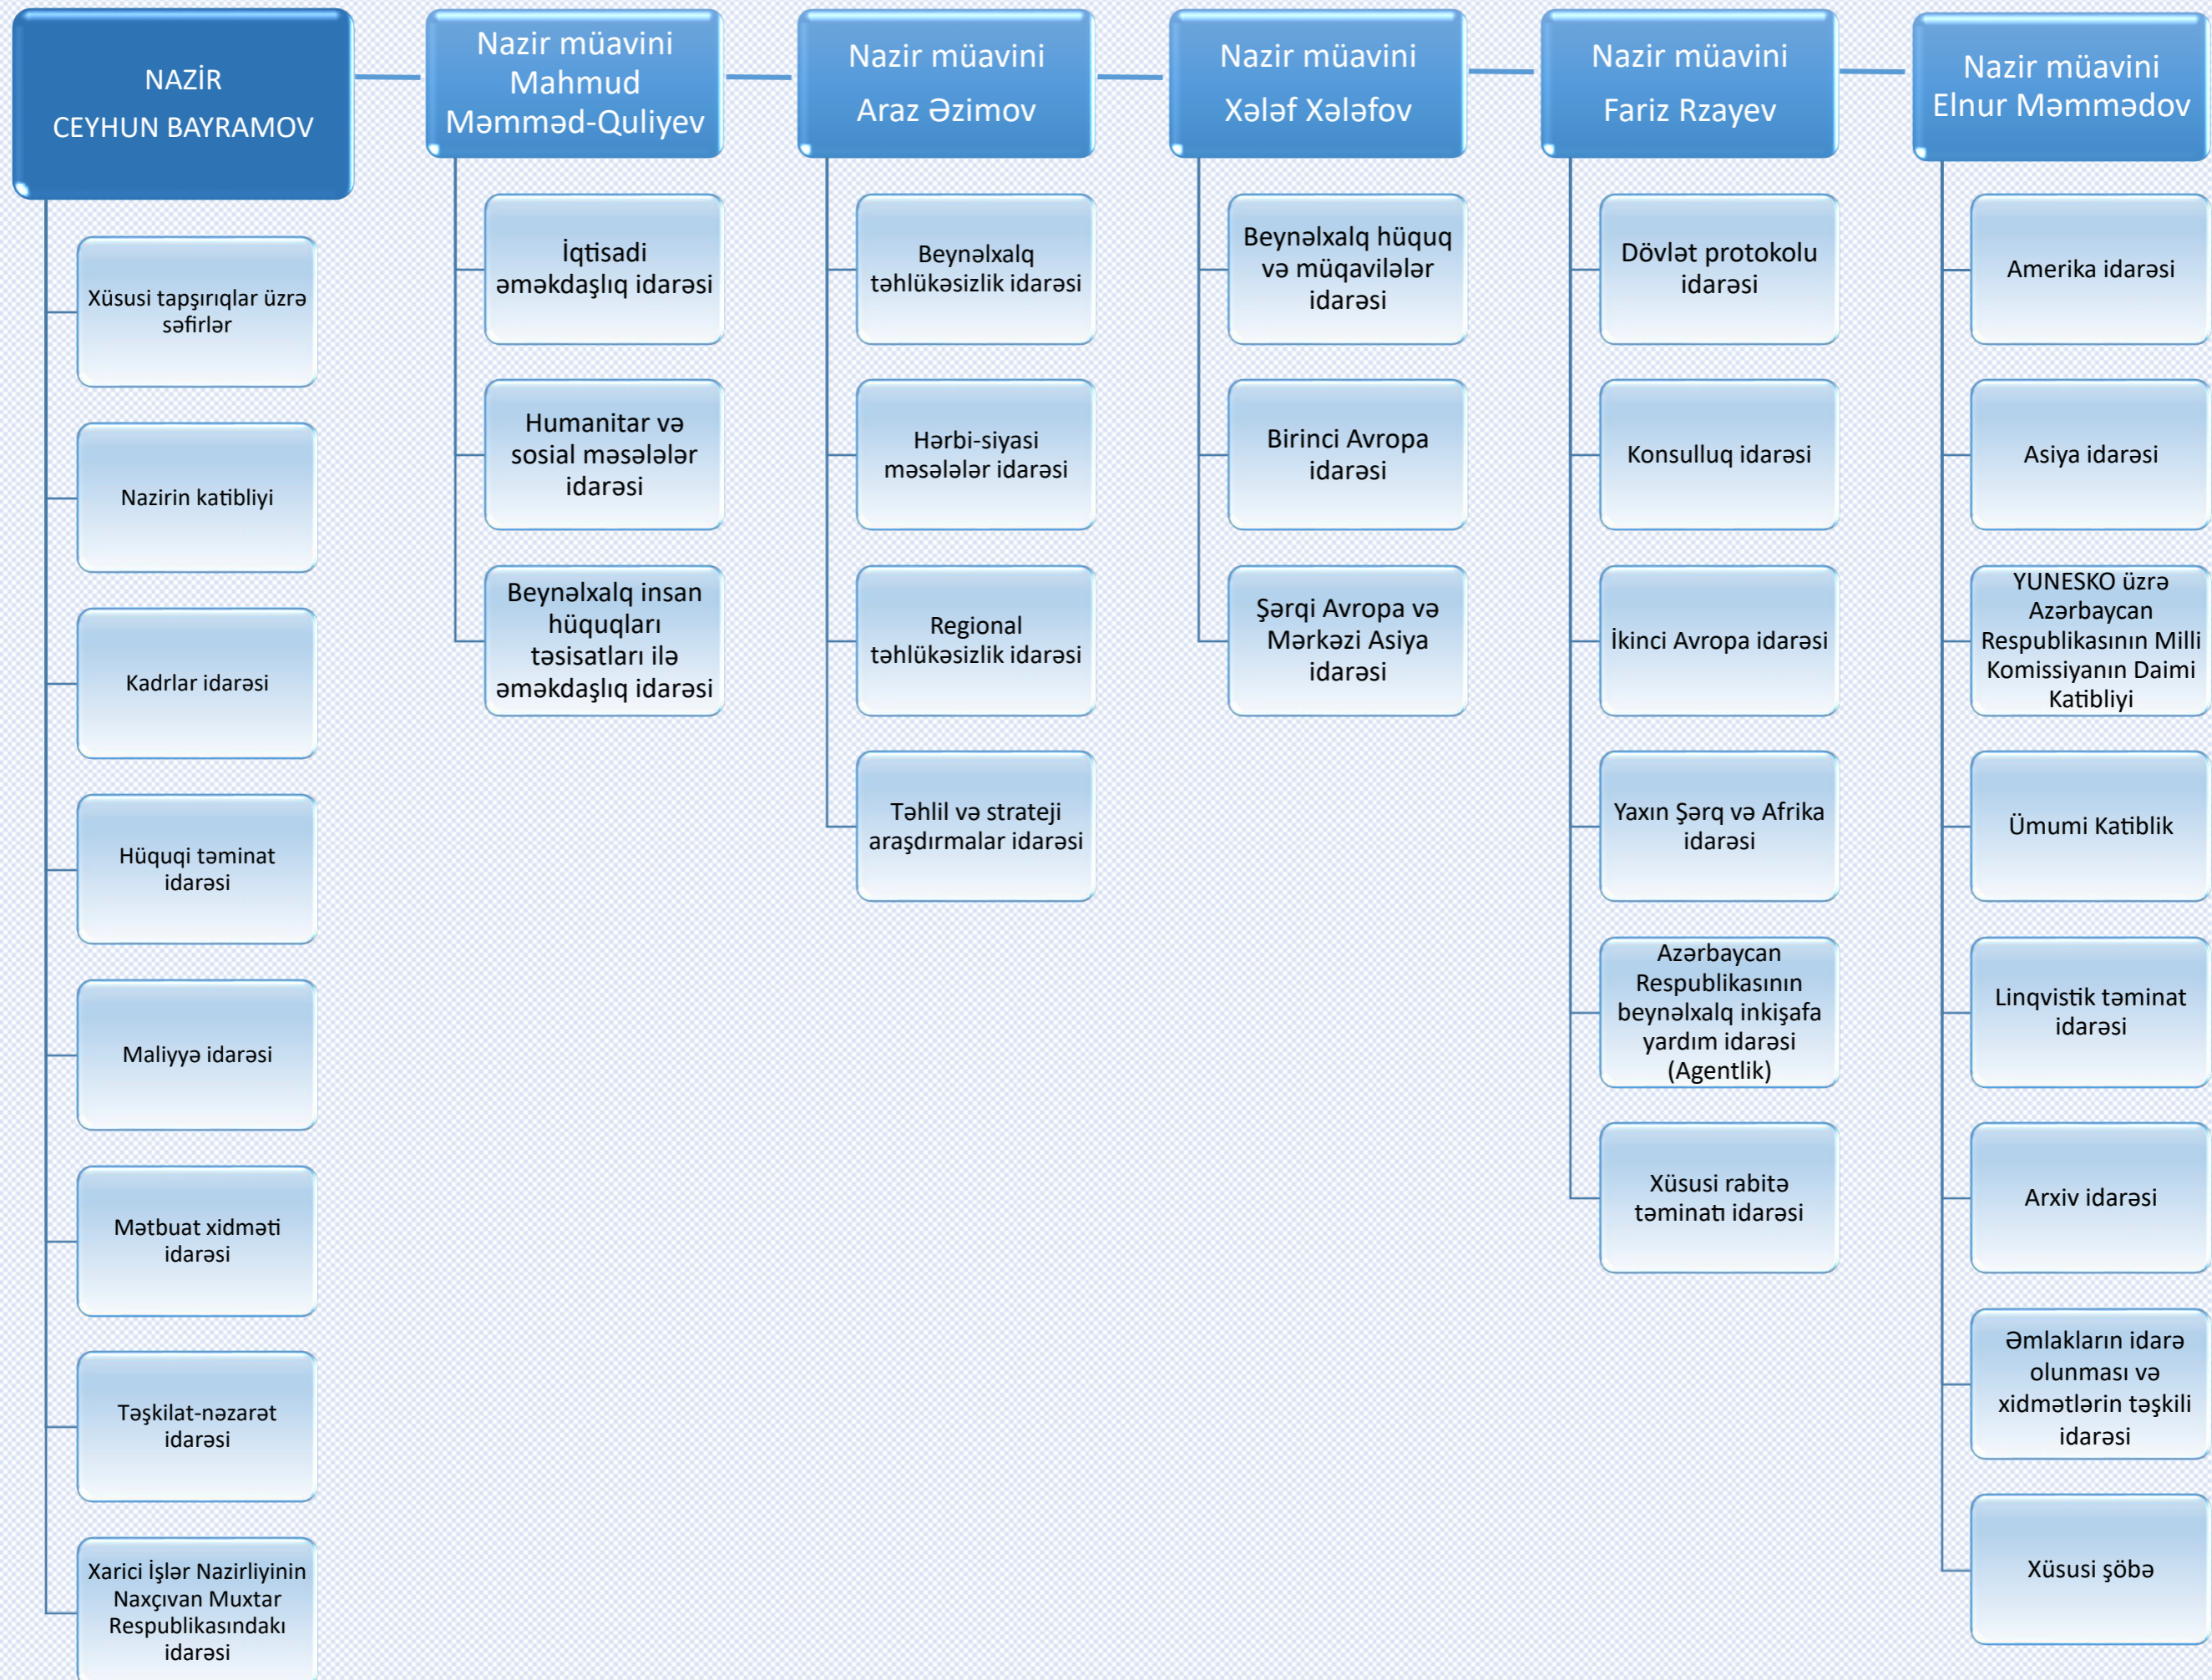 NAZİR
CEYHUN BAYRAMOV
Xüsusi tapşırıqlar üzrə
səfirlər
Nazirin katibliyi
Kadrlar idarəsi
Hüquqi təminat
idarəsi
Maliyyə idarəsi
Mətbuat xidməti
idarəsi
Təşkilat-nəzarət
idarəsi
Xarici İşlər Nazirliyinin
Naxçıvan Muxtar
Respublikasındakı
idarəsi
Nazir müavini
Mahmud
Məmməd-Quliyev
İqtisadi
əməkdaşlıq idarəsi
Humanitar və
sosial məsələlər
idarəsi
Beynəlxalq insan
hüquqları
təsisatları ilə
əməkdaşlıq idarəsi
Nazir müavini
Araz Əzimov
Beynəlxalq
təhlükəsizlik idarəsi
Hərbi-siyasi
məsələlər idarəsi
Regional
təhlükəsizlik idarəsi
Təhlil və strateji
araşdırmalar idarəsi
Nazir müavini
Xələf Xələfov
Beynəlxalq hüquq
və müqavilələr
idarəsi
Birinci Avropa
idarəsi
Şərqi Avropa və
Mərkəzi Asiya
idarəsi
Nazir müavini
Fariz Rzayev
Dövlət protokolu
idarəsi
Konsulluq idarəsi
İkinci Avropa idarəsi
Yaxın Şərq və Afrika
idarəsi
Azərbaycan
Respublikasının
beynəlxalq inkişafa
yardım idarəsi
(Agentlik)
Xüsusi rabitə
təminatı idarəsi
Nazir müavini
Elnur Məmmədov
Amerika idarəsi
Asiya idarəsi
YUNESKO üzrə
Azərbaycan
Respublikasının Milli
Komissiyanın Daimi
Katibliyi
Ümumi Katiblik
Linqvistik təminat
idarəsi
Arxiv idarəsi
Əmlakların idarə
olunması və
xidmətlərin təşkili
idarəsi
Xüsusi şöbə